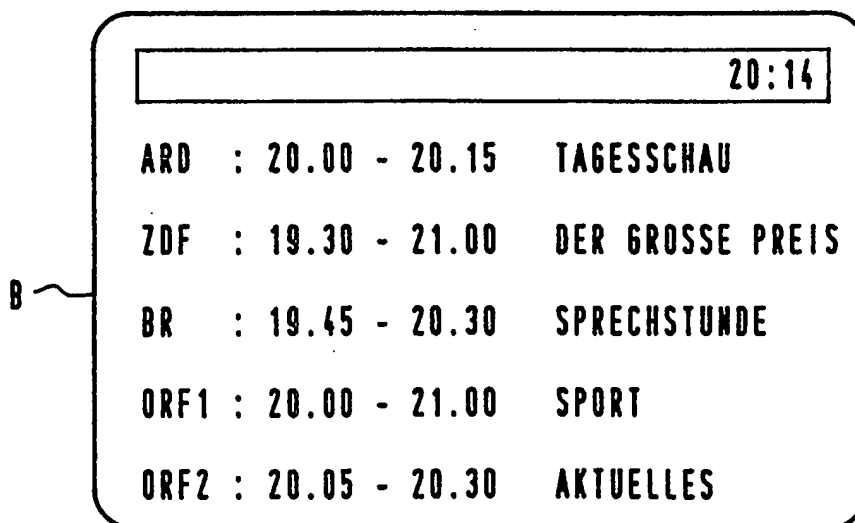 20:14
ARD : 20.00 - 20.15 TAGESSCHAU
ZDF : 19.30 - 21.00 DER GROSSE PREIS
B
BR : 19.45 - 20.30 SPRECHSTUNDE
ORF1 : 20.00 - 21.00 SPORT
ORF2 : 20.05 - 20.30 AKTUELLES